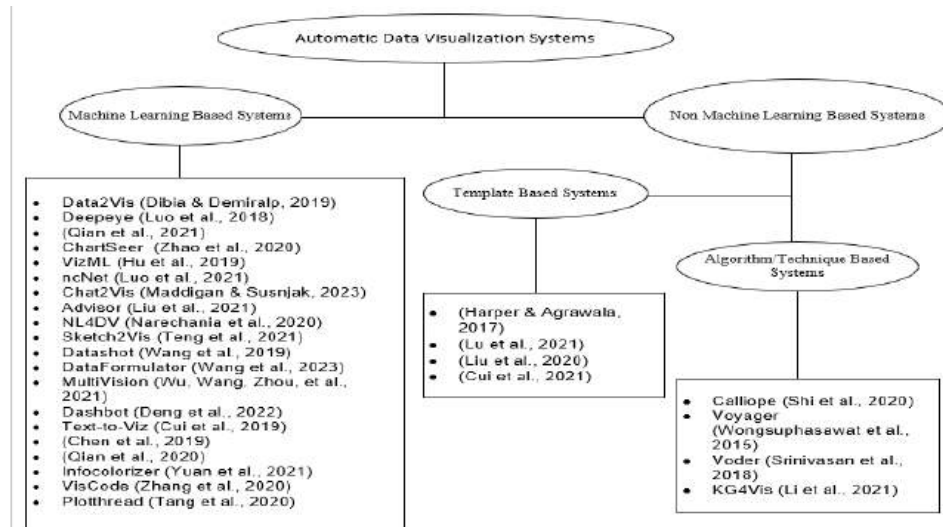 Automatic Data Visualization Systems
Machine Learning Based Systems
Non Machine Learning Based Systems
• Data2Vis (Dibia & Demiralp, 2019)
• Deepeye (Luo et al., 2018)
• (Qian et al., 2021)
• ChartSeer (Zhao et al., 2020)
• VizML (Hu et al., 2019)
• ncNet (Luo et al., 2021)
• Chat2Vis (Maddigan & Susnjak, 2023)
• Advisor (Liu et al., 2021)
• NL4DV (Narechania et al., 2020)
• Sketch2Vis (Teng et al., 2021)
• Datashot (Wang et al., 2019)
• DataFormulator (Wang et al., 2023)
• MultiVision (Wu, Wang, Zhou, et al.,
2021)
• Dashbot (Deng et al., 2022)
• Text-to-Viz (Cui et al., 2019)
• (Chen et al., 2019)
• (Qian et al., 2020)
• Infocolorizer (Yuan et al., 2021)
• VisCode (Zhang et al., 2020)
• Plotthread (Tang et al., 2020)
Template Based Systems
• (Harper & Agrawala,
2017)
• (Lu et al., 2021)
• (Liu et al., 2020)
• (Cui et al., 2021)
Algorithm/Technique Based
Systems
• Calliope (Shi et al., 2020)
• Voyager
(Wongsuphasawat et al.,
2015)
• Voder (Srinivasan et al.,
2018)
• KG4Vis (Li et al., 2021)